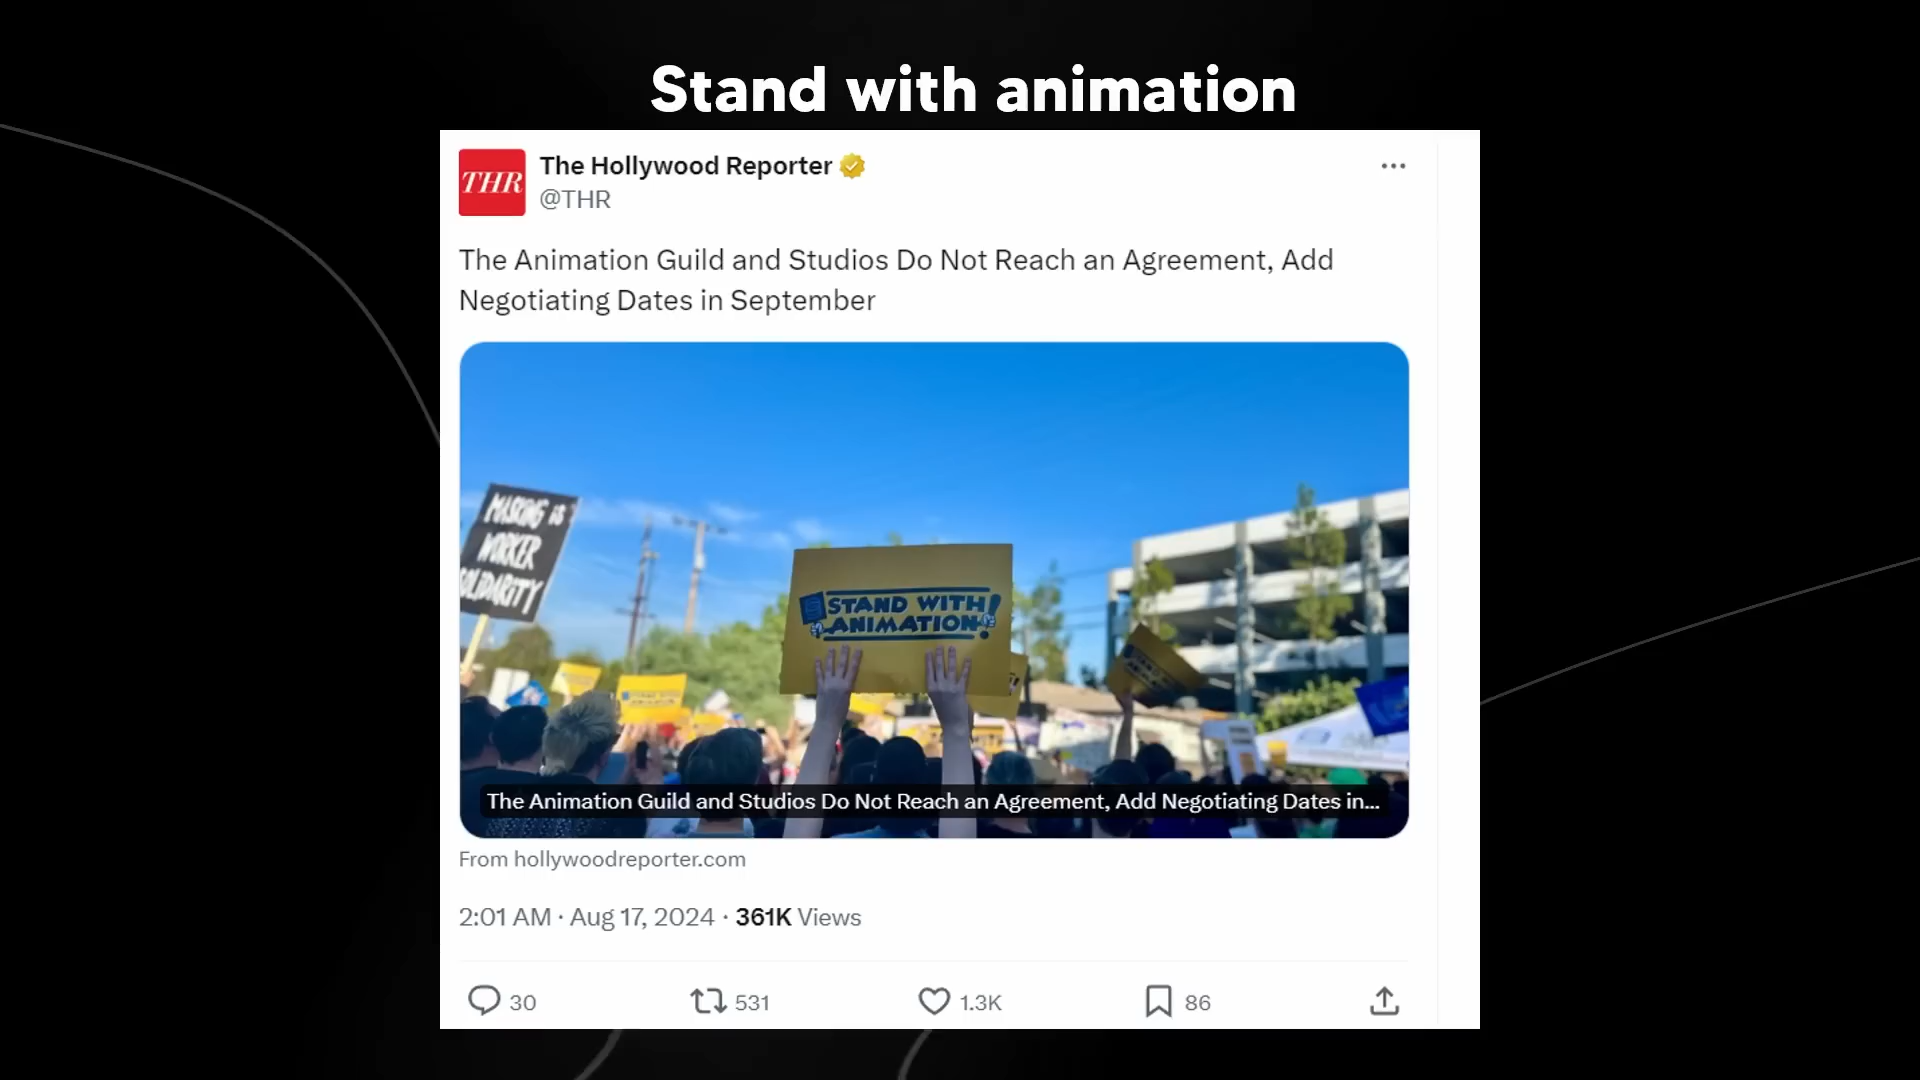 Stand with animation
THR
The Hollywood Reporter
@THR
The Animation Guild and Studios Do Not Reach an Agreement, Add
Negotiating Dates in September
MASKING IS
WORKER
SOLIDARITY
STAND WITH
ANIMATION!
The Animation Guild and Studios Do Not Reach an Agreement, Add Negotiating Dates in...
From hollywoodreporter.com
2:01 AM · Aug 17, 2024 · 361K Views
30
531
1.3K
86